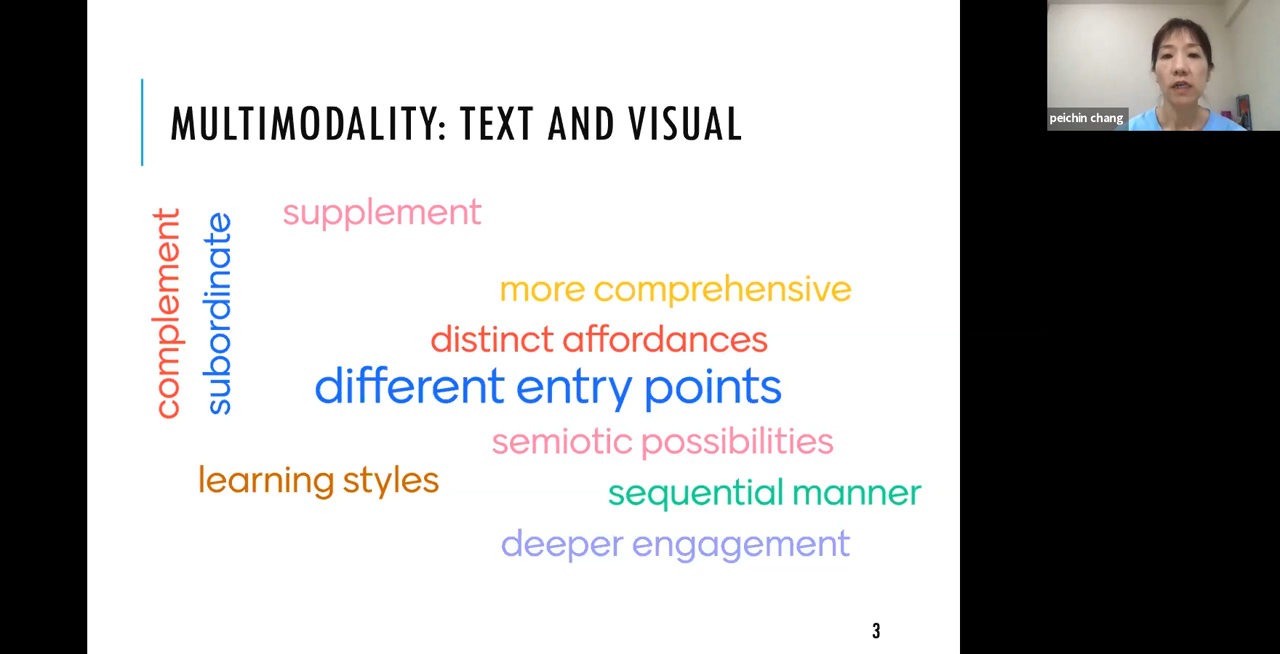 MULTIMODALITY: TEXT AND VISUAL
complement
subordinate
supplement
more comprehensive
distinct affordances
different entry points
semiotic possibilities
learning styles
sequential manner
deeper engagement
3
peichin chang